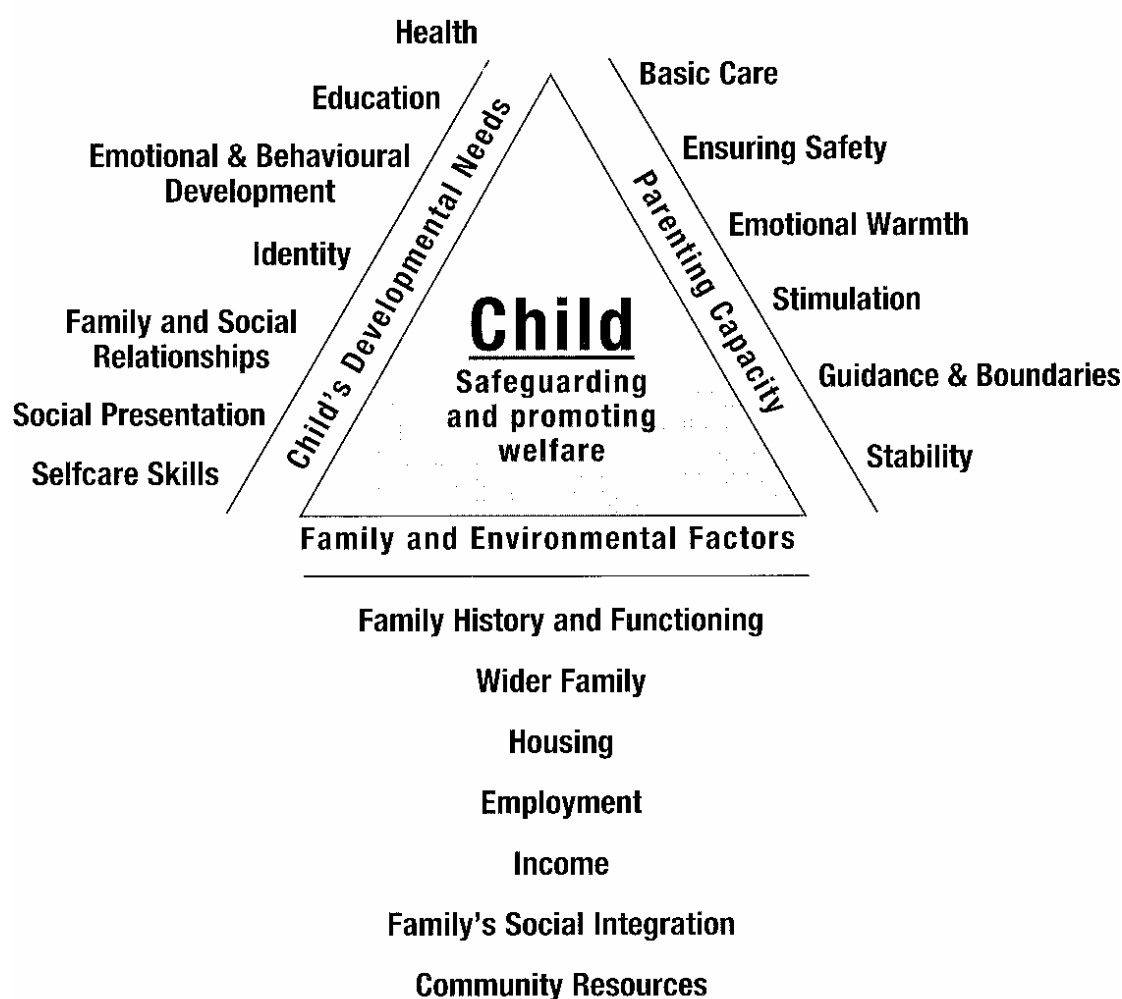 Health
Education
Emotional & Behavioural
Development
Identity
Family and Social
Relationships
Social Presentation
Selfcare Skills
Child's Developmental Needs
Child
Safeguarding
and promoting
welfare
Parenting Capacity
Basic Care
Ensuring Safety
Emotional Warmth
Stimulation
Guidance & Boundaries
Stability
Family and Environmental Factors
Family History and Functioning
Wider Family
Housing
Employment
Income
Family's Social Integration
Community Resources